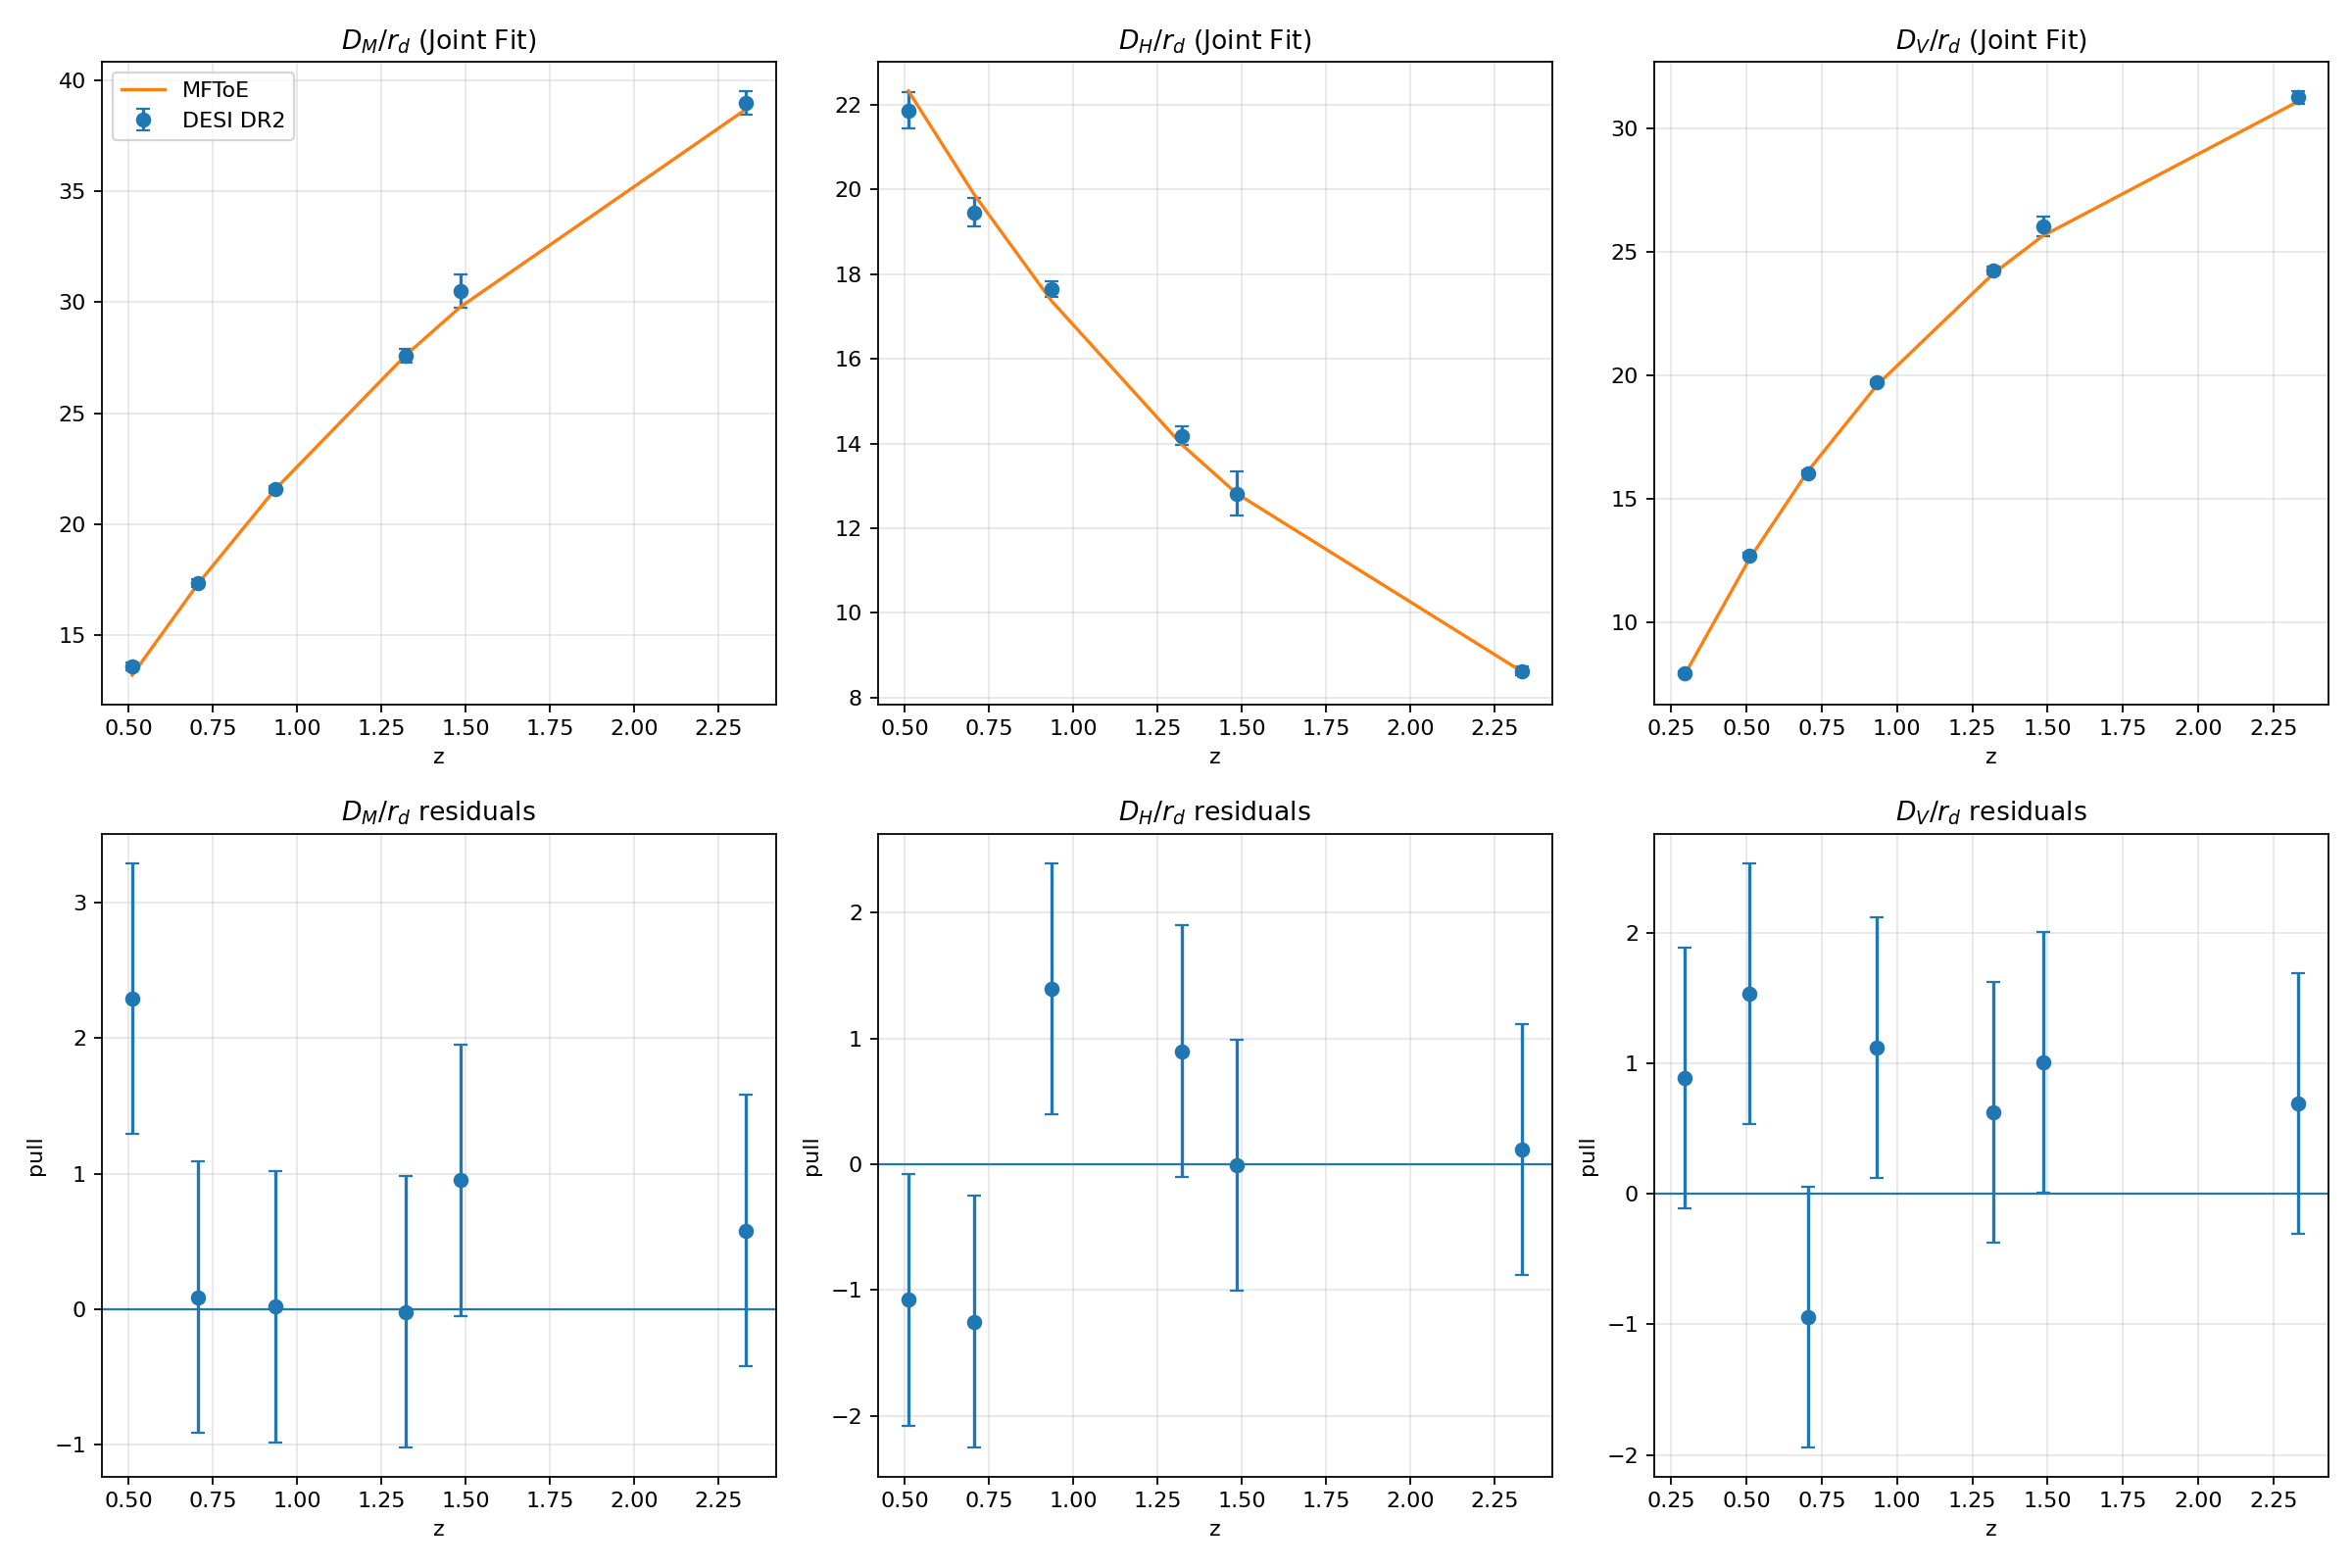 D_M/r_d (Joint Fit)
MFToE
DESI DR2
40
35
30
25
20
15
0.50 0.75 1.00 1.25 1.50 1.75 2.00 2.25
z
D_H/r_d (Joint Fit)
22
20
18
16
14
12
10
8
0.50 0.75 1.00 1.25 1.50 1.75 2.00 2.25
z
D_V/r_d (Joint Fit)
30
25
20
15
10
0.25 0.50 0.75 1.00 1.25 1.50 1.75 2.00 2.25
z
D_M/r_d residuals
pull
3
2
1
0
−1
0.50 0.75 1.00 1.25 1.50 1.75 2.00 2.25
z
D_H/r_d residuals
pull
2
1
0
−1
−2
0.50 0.75 1.00 1.25 1.50 1.75 2.00 2.25
z
D_V/r_d residuals
pull
2
1
0
−1
−2
0.25 0.50 0.75 1.00 1.25 1.50 1.75 2.00 2.25
z